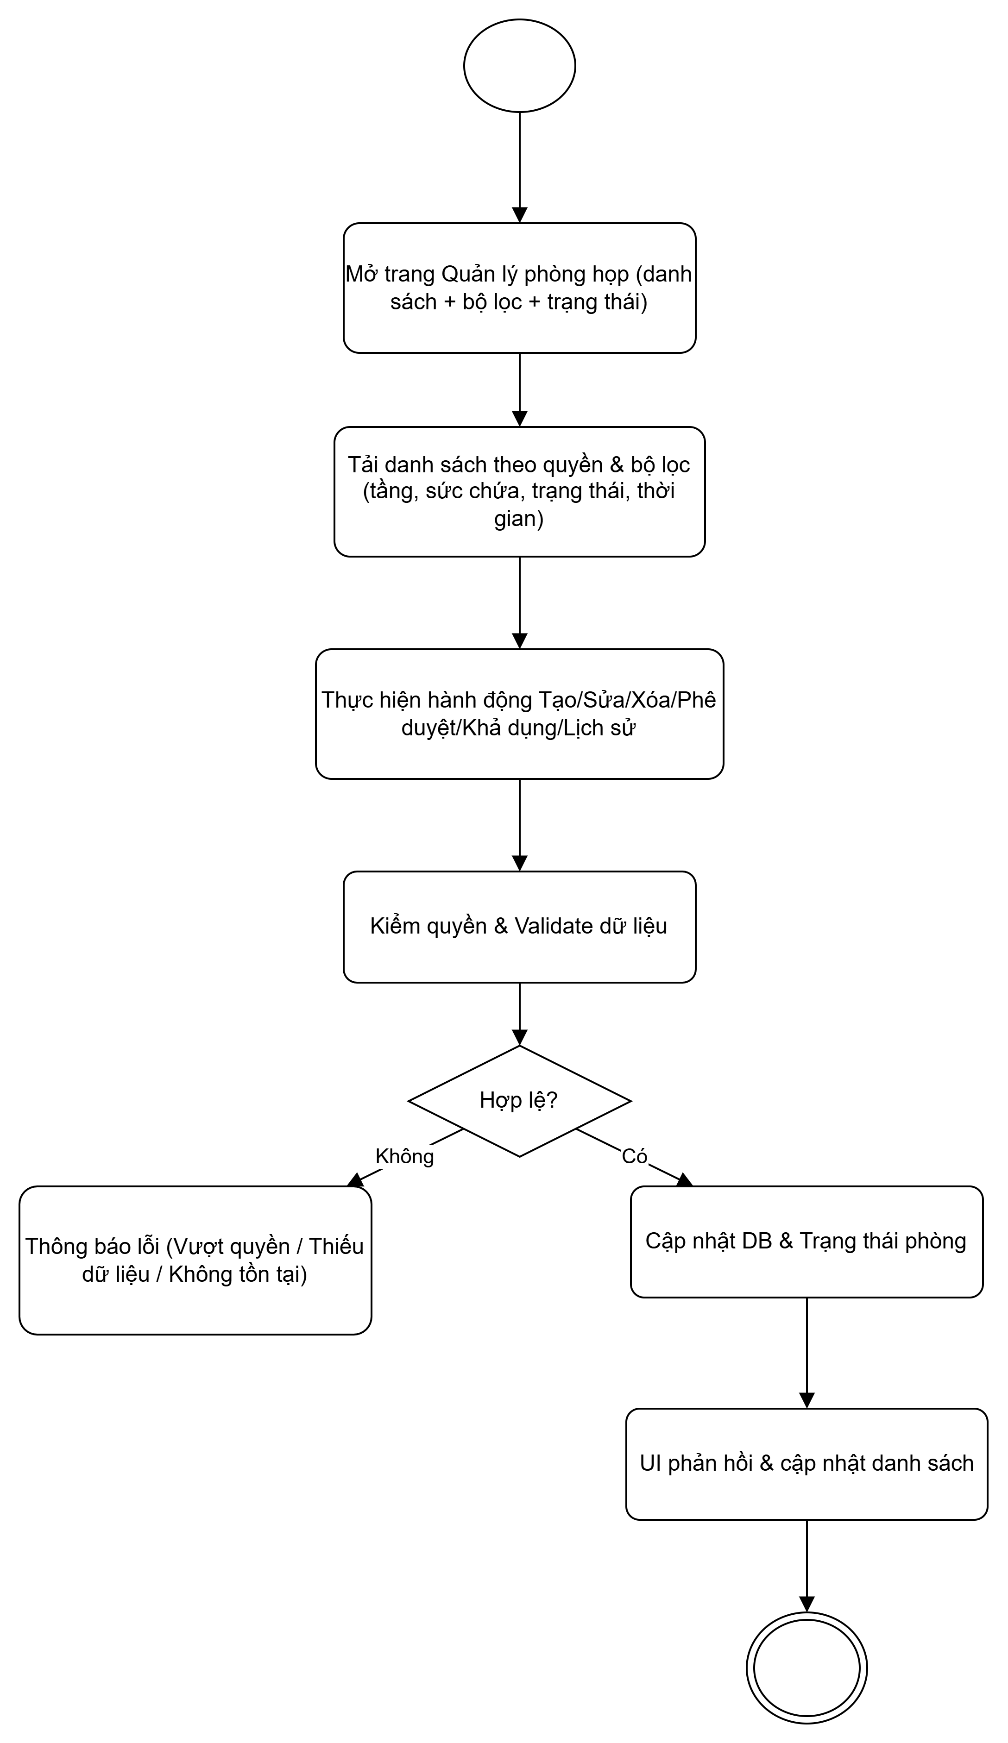 Mở trang Quản lý phòng họp (danh
sách + bộ lọc + trạng thái)
Tải danh sách theo quyền & bộ lọc
(tầng, sức chứa, trạng thái, thời
gian)
Thực hiện hành động Tạo/Sửa/Xóa/Phê
duyệt/Khả dụng/Lịch sử
Kiểm quyền & Validate dữ liệu
Hợp lệ?
Không
Có
Thông báo lỗi (Vượt quyền / Thiếu
dữ liệu / Không tồn tại)
Cập nhật DB & Trạng thái phòng
UI phản hồi & cập nhật danh sách